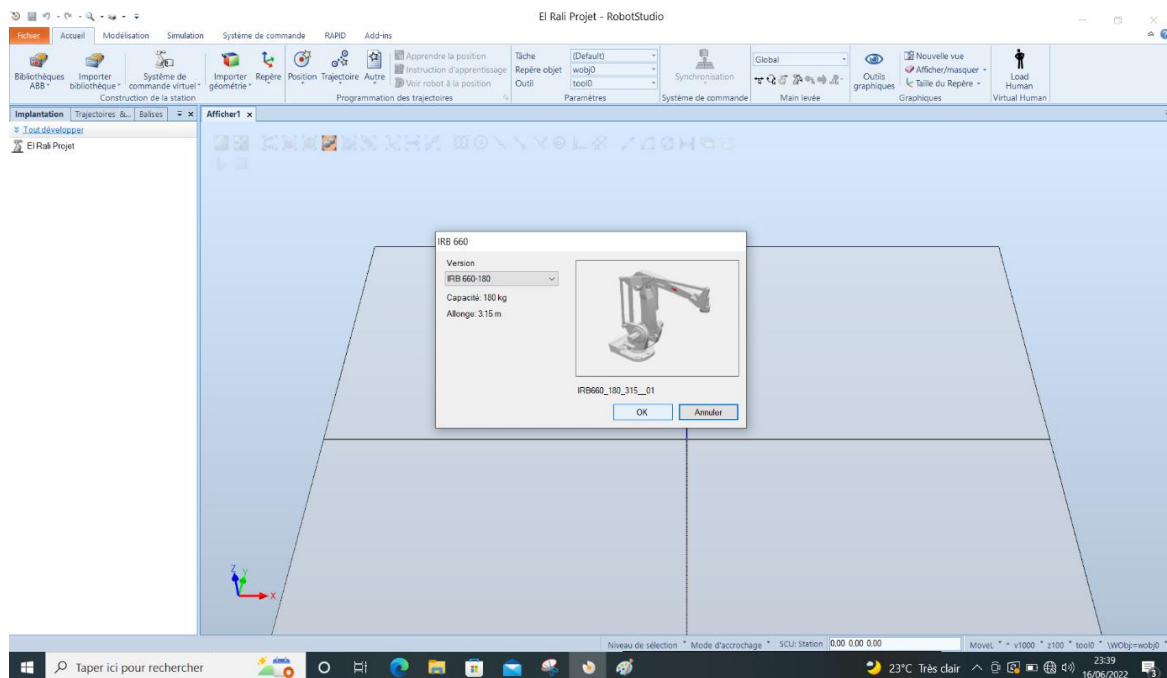 El Rali Projet - RobotStudio
Fichier Accueil Modélisation Simulation Système de commande RAPID Add-ins
Bibliothèques ABB
Importer bibliothèque
Système de commande virtuel
Construction de la station
Importer géométrie
Repère
Position
Trajectoire
Autre
Apprendre la position
Instruction d'apprentissage
Voir robot à la position
Programmation des trajectoires
Tâche (Default)
Repère objet wobj0
Outil tool0
Paramètres
Synchronisation
Système de commande
Global
Main levée
Outils graphiques
Nouvelle vue
Afficher/masquer
Taille du Repère
Graphiques
Load Human
Virtual Human
Implantation Trajectoires &... Balises
Afficher1
Tout développer
El Rali Projet
IRB 660
Version
IRB 660-180
Capacité: 180 kg
Allonge: 3.15 m
IRB660_180_315__01
OK Annuler
Z
Y
X
Niveau de sélection Mode d'accrochage SCU: Station 0.00 0.00 0.00 MoveL * v1000 z100 tool0 \WObj:=wobj0
Taper ici pour rechercher
23°C Très clair
23:39
16/06/2022
3